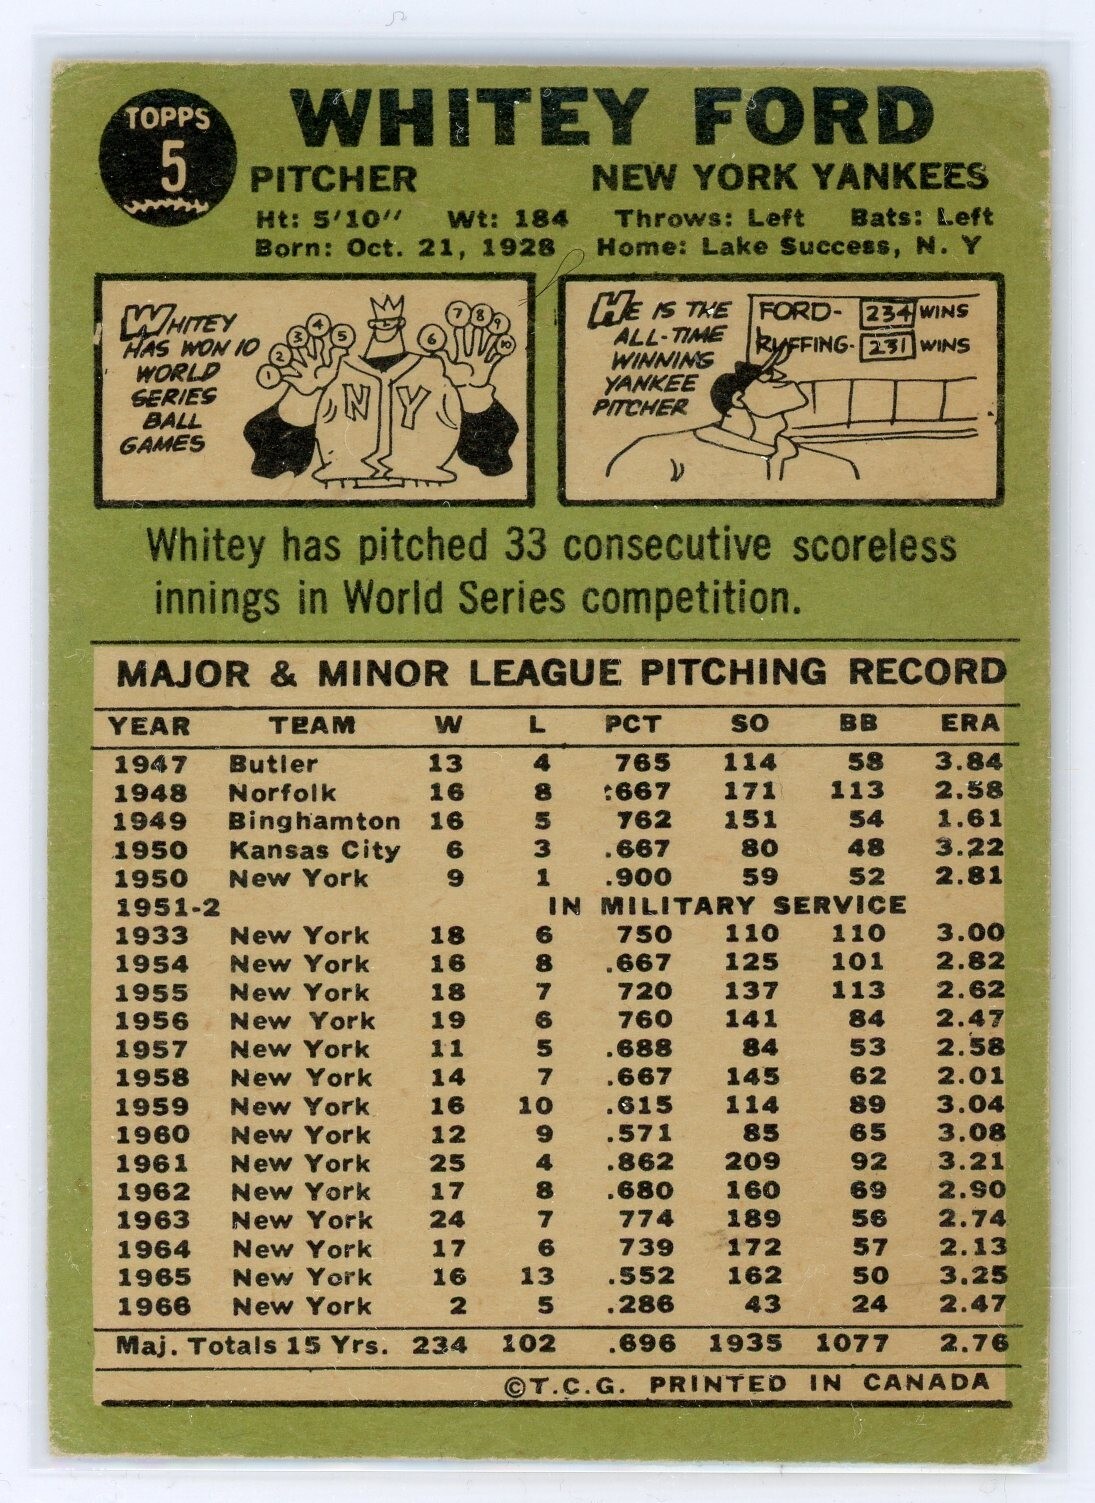 TOPPS
5
WHITEY FORD
PITCHER NEW YORK YANKEES
Ht: 5'10" Wt: 184 Throws: Left Bats: Left
Born: Oct. 21, 1928 Home: Lake Success, N. Y
WHITEY
HAS WON 10
WORLD
SERIES
BALL
GAMES
1 2 3 4 5 6 7 8 9 10
N Y
HE IS THE
ALL-TIME
WINNING
YANKEE
PITCHER
FORD- 234 WINS
RUFFING- 231 WINS
Whitey has pitched 33 consecutive scoreless
innings in World Series competition.
MAJOR & MINOR LEAGUE PITCHING RECORD
YEAR TEAM W L PCT SO BB ERA
1947 Butler 13 4 765 114 58 3.84
1948 Norfolk 16 8 :667 171 113 2.58
1949 Binghamton 16 5 762 151 54 1.61
1950 Kansas City 6 3 .667 80 48 3.22
1950 New York 9 1 .900 59 52 2.81
1951-2 IN MILITARY SERVICE
1933 New York 18 6 750 110 110 3.00
1954 New York 16 8 .667 125 101 2.82
1955 New York 18 7 720 137 113 2.62
1956 New York 19 6 760 141 84 2.47
1957 New York 11 5 .688 84 53 2.58
1958 New York 14 7 .667 145 62 2.01
1959 New York 16 10 .615 114 89 3.04
1960 New York 12 9 .571 85 65 3.08
1961 New York 25 4 .862 209 92 3.21
1962 New York 17 8 .680 160 69 2.90
1963 New York 24 7 774 189 56 2.74
1964 New York 17 6 739 172 57 2.13
1965 New York 16 13 .552 162 50 3.25
1966 New York 2 5 .286 43 24 2.47
Maj. Totals 15 Yrs. 234 102 .696 1935 1077 2.76
©T.C.G. PRINTED IN CANADA